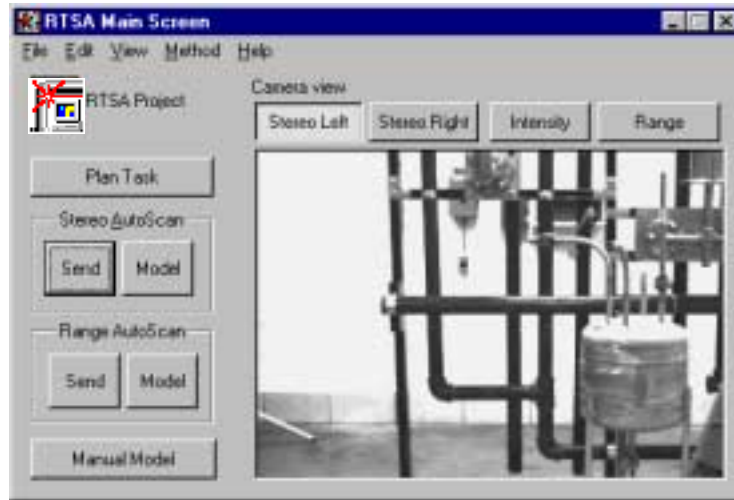 RTSA Main Screen
File Edit View Method Help
RTSA Project
Camera view
Stereo Left Stereo Right Intensity Range
Plan Task
Stereo AutoScan
Send Model
Range AutoScan
Send Model
Manual Model